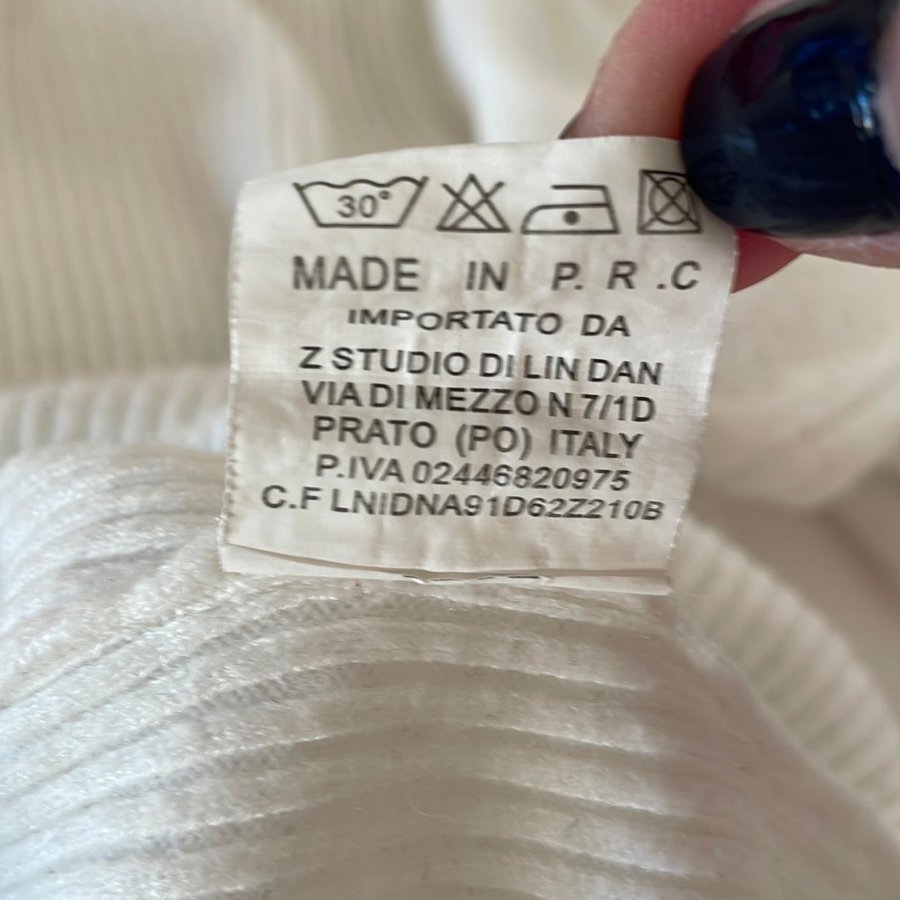 30°
MADE IN P. R .C
IMPORTATO DA
Z STUDIO DI LIN DAN
VIA DI MEZZO N 7/1D
PRATO (PO) ITALY
P.IVA 02446820975
C.F LNIDNA91D62Z210B